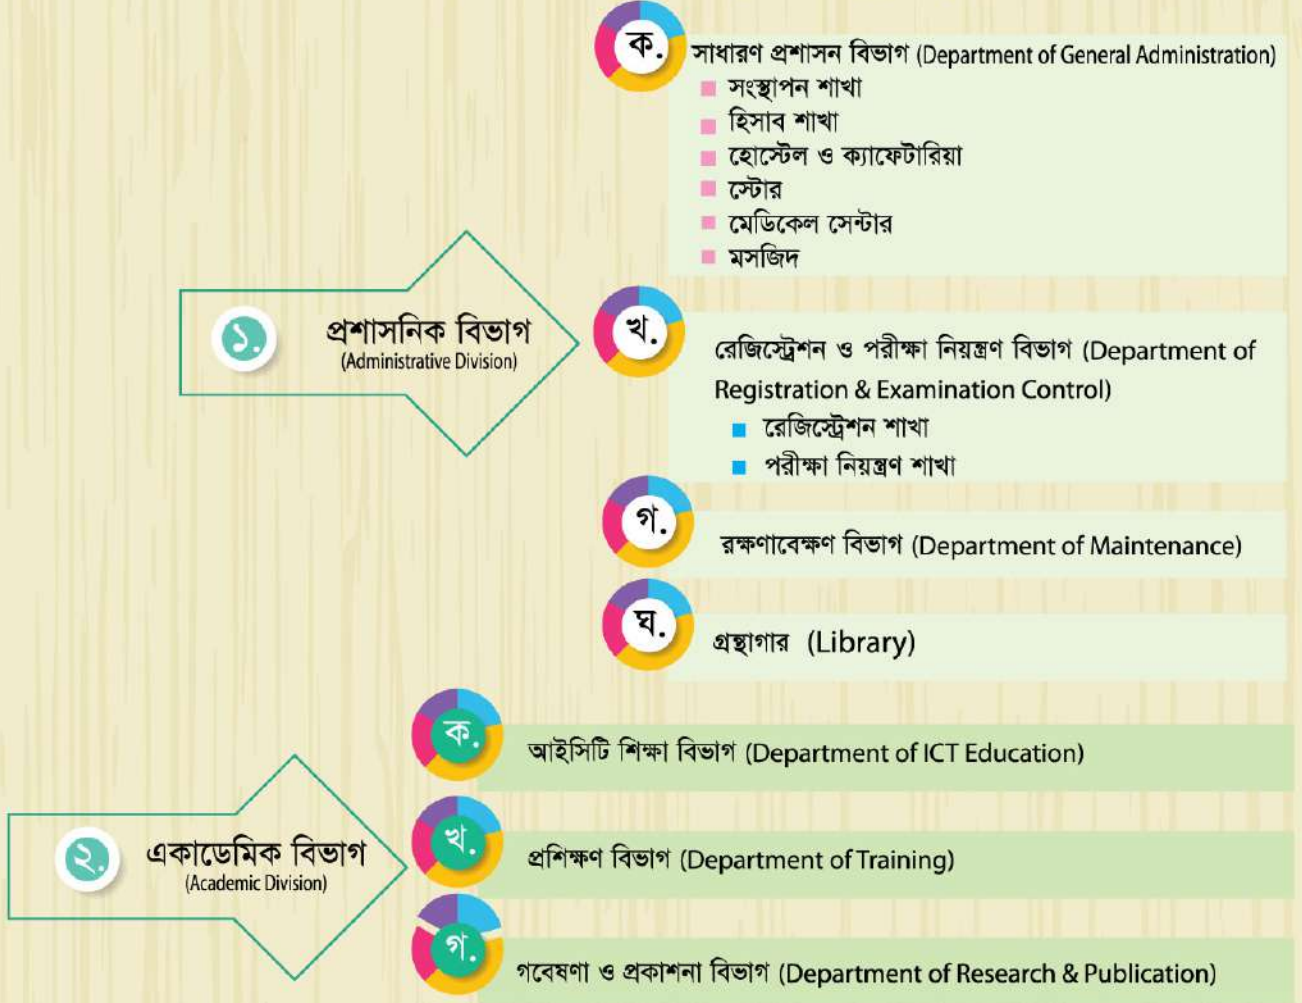 ক.
সাধারণ প্রশাসন বিভাগ (Department of General Administration)
সংস্থাপন শাখা
হিসাব শাখা
হোস্টেল ও ক্যাফেটারিয়া
স্টোর
মেডিকেল সেন্টার
মসজিদ
১.
প্রশাসনিক বিভাগ
(Administrative Division)
খ.
রেজিস্ট্রেশন ও পরীক্ষা নিয়ন্ত্রণ বিভাগ (Department of
Registration & Examination Control)
রেজিস্ট্রেশন শাখা
পরীক্ষা নিয়ন্ত্রণ শাখা
গ.
রক্ষণাবেক্ষণ বিভাগ (Department of Maintenance)
ঘ.
গ্রন্থাগার (Library)
২.
একাডেমিক বিভাগ
(Academic Division)
ক.
আইসিটি শিক্ষা বিভাগ (Department of ICT Education)
খ.
প্রশিক্ষণ বিভাগ (Department of Training)
গ.
গবেষণা ও প্রকাশনা বিভাগ (Department of Research & Publication)